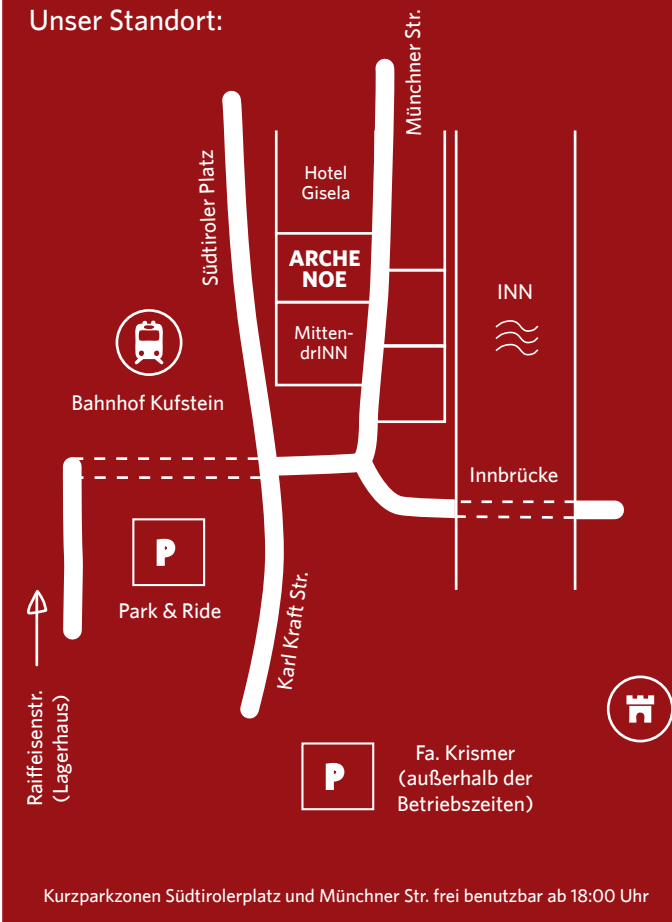 Unser Standort:
Münchner Str.
Südtiroler Platz
Hotel
Gisela
ARCHE
NOE
Mitten-
drINN
INN
Bahnhof Kufstein
Innbrücke
P
Park & Ride
Karl Kraft Str.
Raiffeisenstr.
(Lagerhaus)
P
Fa. Krismer
(außerhalb der
Betriebszeiten)
Kurzparkzonen Südtirolerplatz und Münchner Str. frei benutzbar ab 18:00 Uhr